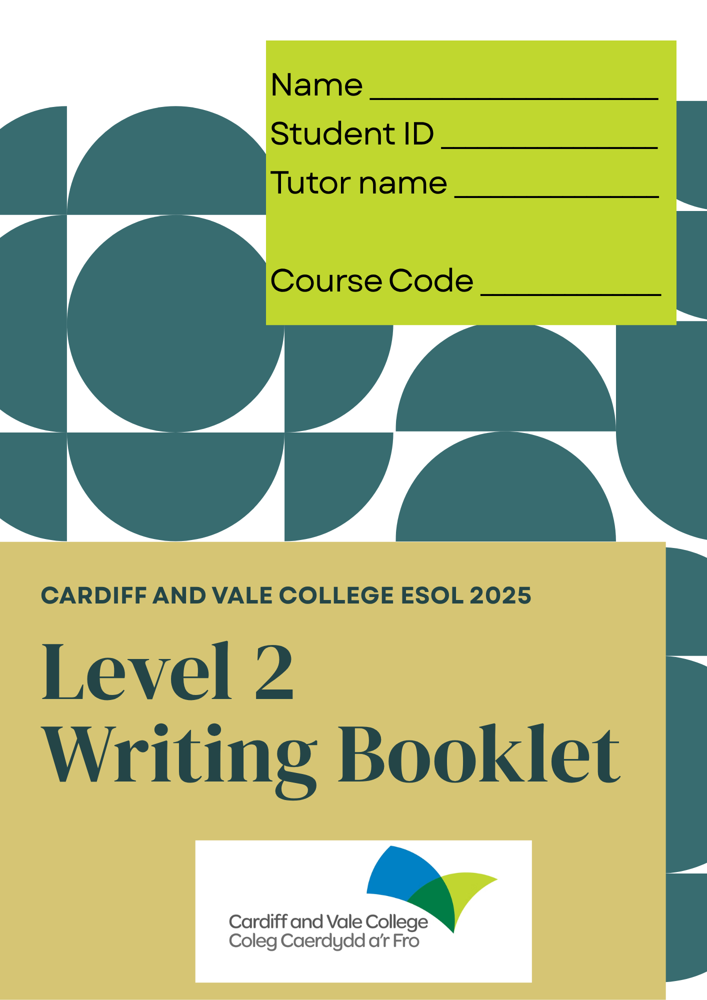 Name ____________________
Student ID _______________
Tutor name ______________
Course Code ____________
CARDIFF AND VALE COLLEGE ESOL 2025
Level 2
Writing Booklet
Cardiff and Vale College
Coleg Caerdydd a'r Fro